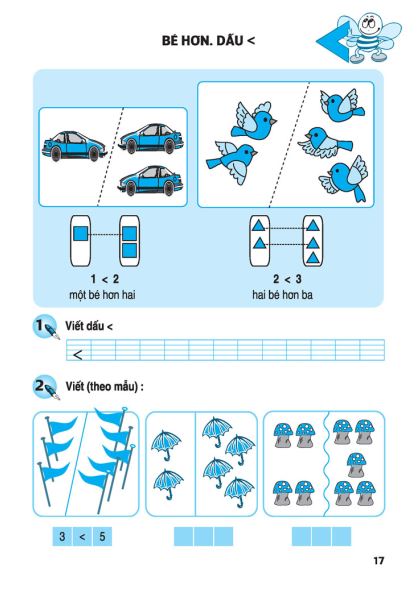 BÉ HƠN. DẤU <
1 < 2
một bé hơn hai
2 < 3
hai bé hơn ba
1. Viết dấu <
<
2. Viết (theo mẫu) :
3 < 5
17